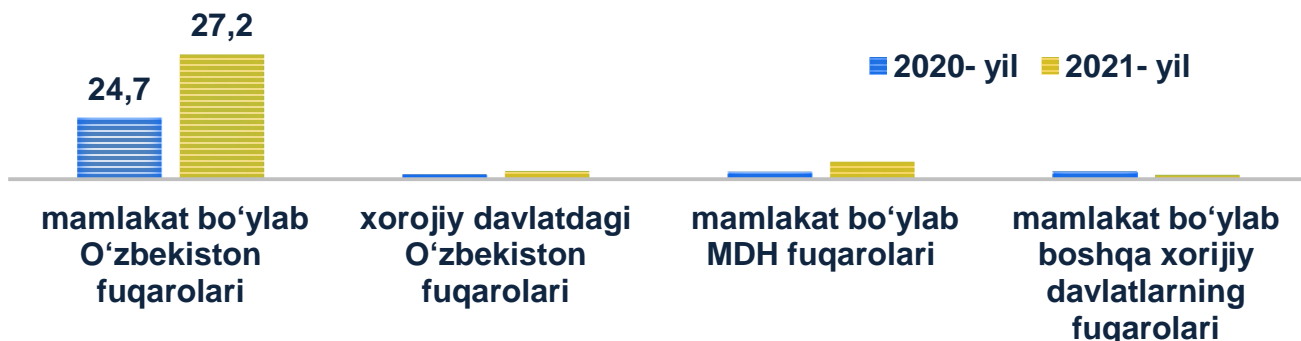 27,2
24,7
2020- yil 2021- yil
mamlakat bo‘ylab
O‘zbekiston
fuqarolari
xorojiy davlatdagi
O‘zbekiston
fuqarolari
mamlakat bo‘ylab
MDH fuqarolari
mamlakat bo‘ylab
boshqa xorijiy
davlatlarning
fuqarolari